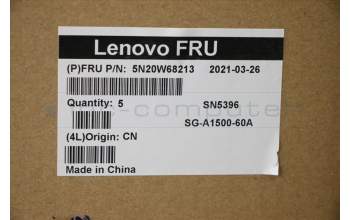 Lenovo FRU
(P)FRU P/N: 5N20W68213 2021-03-26
Quantity: 5 SN5396
SG-A1500-60A
(4L)Origin: CN
Made in China